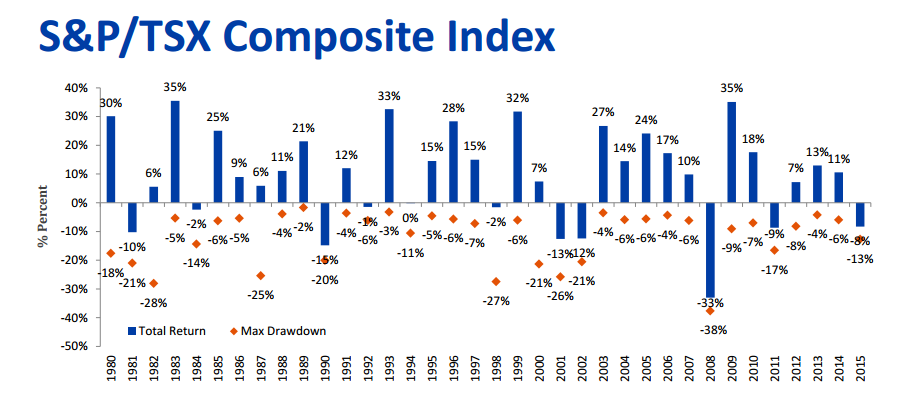 S&P/TSX Composite Index
% Percent
40%
30%
20%
10%
0%
-10%
-20%
-30%
-40%
-50%
30% 6% 35% 25% 9% 6% 11% 21% 12% 33% 15% 28% 15% 32% 7% 27% 14% 24% 17% 10% 35% 18% 7% 13% 11%
-10% -2% -15% -1% 0% -2% -13% -12% -33% -9% -8%
-18% -21% -28% -5% -14% -6% -5% -25% -4% -2% -20% -4% -6% -3% -11% -5% -6% -7% -27% -6% -21% -26% -21% -4% -6% -6% -4% -6% -38% -9% -7% -17% -8% -4% -6% -13%
Total Return Max Drawdown
1980 1981 1982 1983 1984 1985 1986 1987 1988 1989 1990 1991 1992 1993 1994 1995 1996 1997 1998 1999 2000 2001 2002 2003 2004 2005 2006 2007 2008 2009 2010 2011 2012 2013 2014 2015